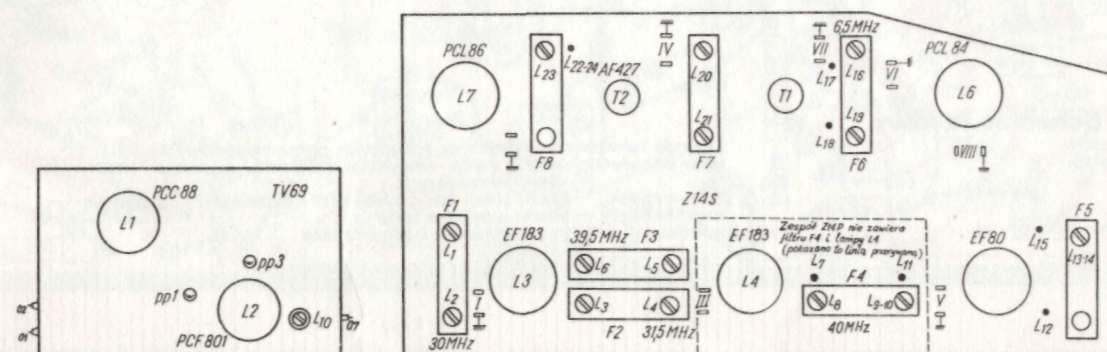 6,5MHz
PCL86
L23
L22-24
AF427
IV
L20
VII
L17
L16
VI
PCL84
L7
T2
T1
L6
L21
L19
L18
F8
F7
F6
VIII
PCC88
TV69
L1
pp3
pp1
L2
L10
PCF801
02
01
07
F1
L1
L2
30MHz
I
EF183
L3
39,5MHz
F3
L6
L5
L3
L4
F2
31,5MHz
III
Z14S
EF183
L4
Zespół Z14P nie zawiera
filtru F4 i lampy L4
(pokazano to linią przerywaną)
L7
F4
L11
L8
L9-10
40MHz
V
EF80
L5
L15
F5
L13-14
L12